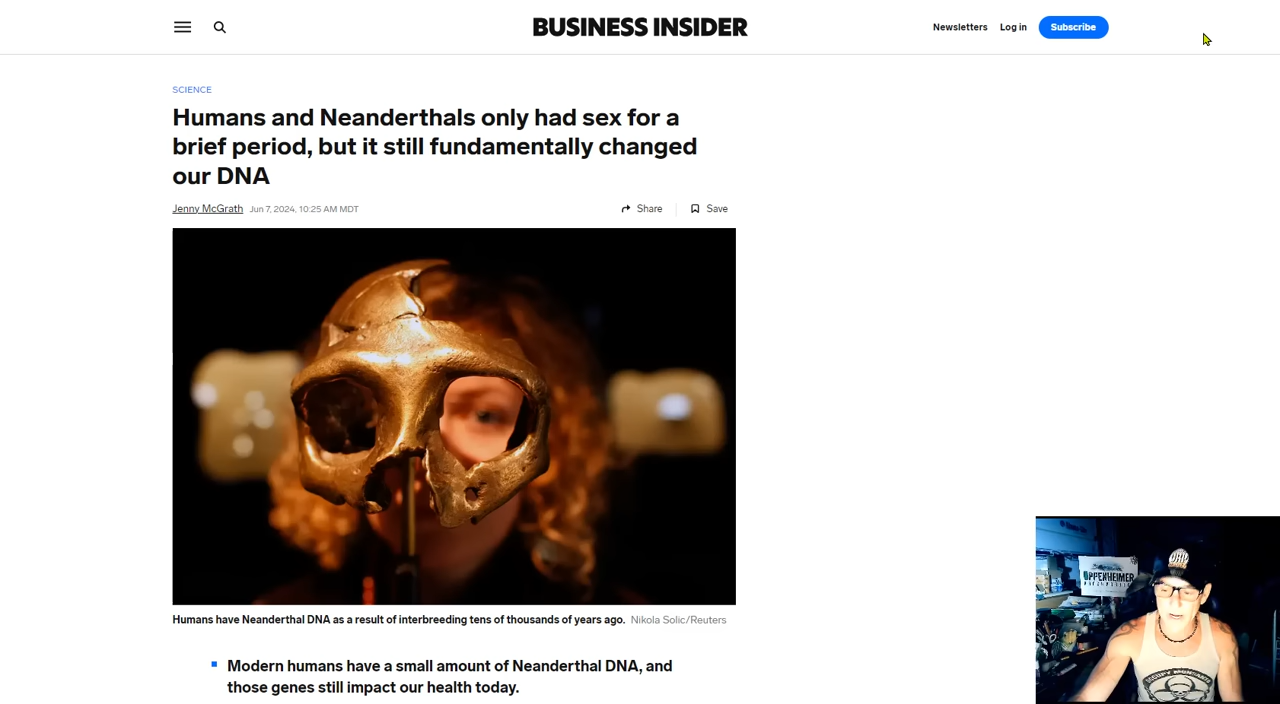 BUSINESS INSIDER
Newsletters Log in Subscribe
SCIENCE
Humans and Neanderthals only had sex for a
brief period, but it still fundamentally changed
our DNA
Jenny McGrath Jun 7, 2024, 10:25 AM MDT
Share Save
Humans have Neanderthal DNA as a result of interbreeding tens of thousands of years ago. Nikola Solic/Reuters
Modern humans have a small amount of Neanderthal DNA, and
those genes still impact our health today.
OPPENHEIMER
OCCUPY MONSANTO